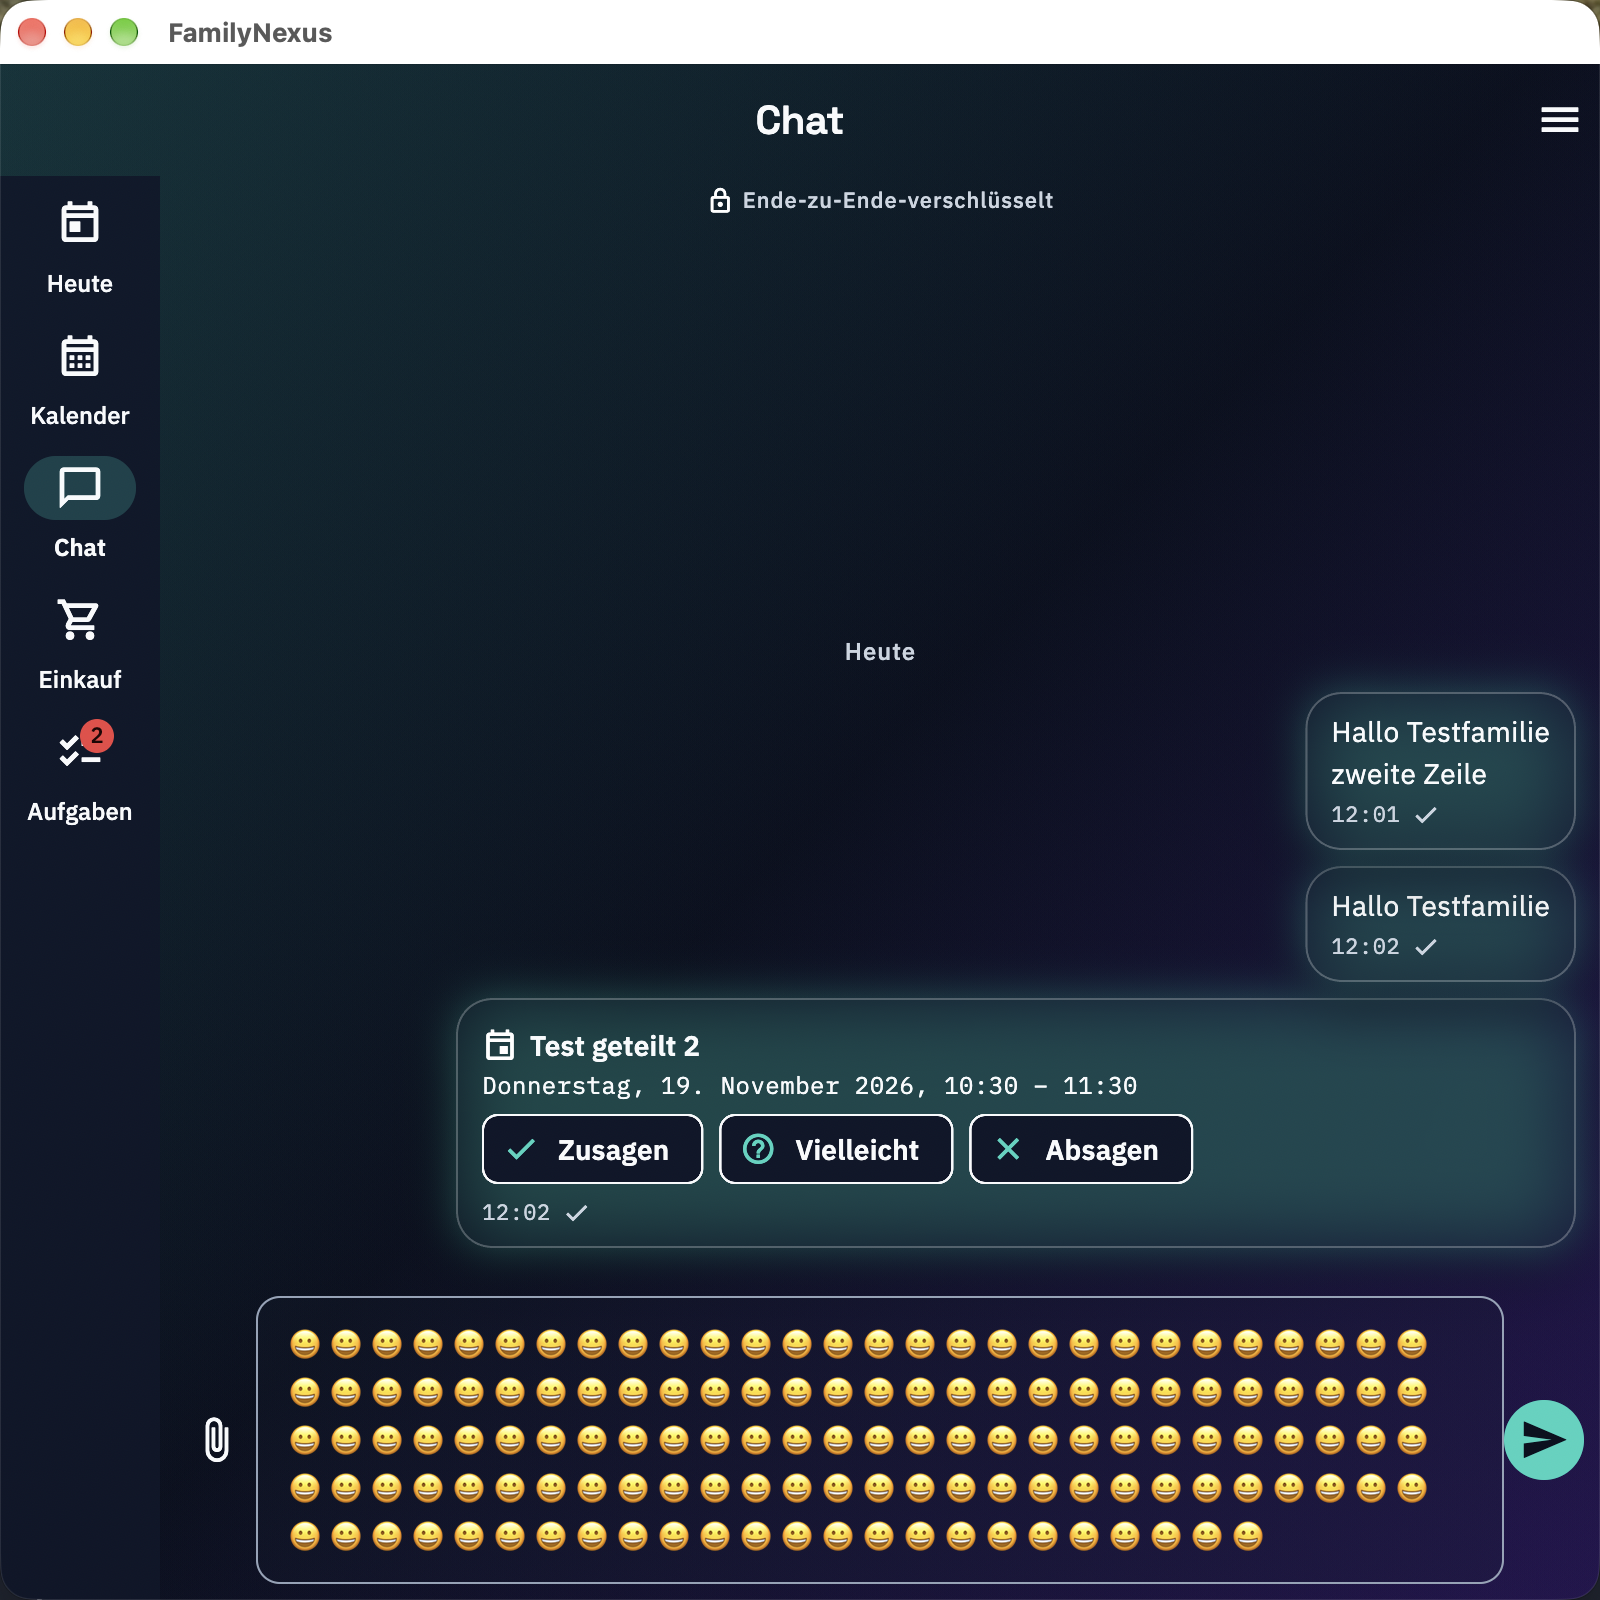 FamilyNexus
Chat
Ende-zu-Ende-verschlüsselt
Heute
Kalender
Chat
Einkauf
2
Aufgaben
Heute
Hallo Testfamilie
zweite Zeile
12:01
Hallo Testfamilie
12:02
Test geteilt 2
Donnerstag, 19. November 2026, 10:30 – 11:30
Zusagen
Vielleicht
Absagen
12:02
😀😀😀😀😀😀😀😀😀😀😀😀😀😀😀😀😀😀😀😀😀😀😀😀😀😀😀😀
😀😀😀😀😀😀😀😀😀😀😀😀😀😀😀😀😀😀😀😀😀😀😀😀😀😀😀😀
😀😀😀😀😀😀😀😀😀😀😀😀😀😀😀😀😀😀😀😀😀😀😀😀😀😀😀😀
😀😀😀😀😀😀😀😀😀😀😀😀😀😀😀😀😀😀😀😀😀😀😀😀😀😀😀😀
😀😀😀😀😀😀😀😀😀😀😀😀😀😀😀😀😀😀😀😀😀😀😀😀